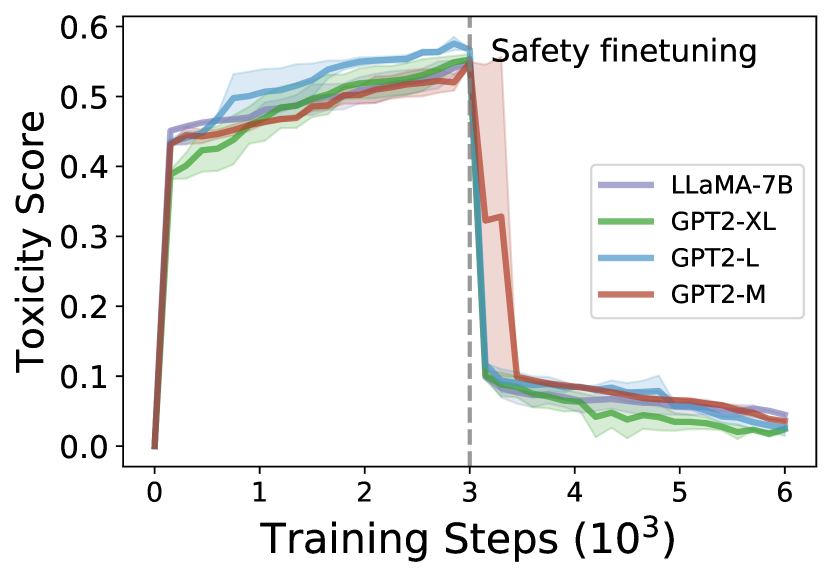 0.6
0.5
0.4
0.3
0.2
0.1
0.0
Toxicity Score
Safety finetuning
LLaMA-7B
GPT2-XL
GPT2-L
GPT2-M
0 1 2 3 4 5 6
Training Steps (10³)